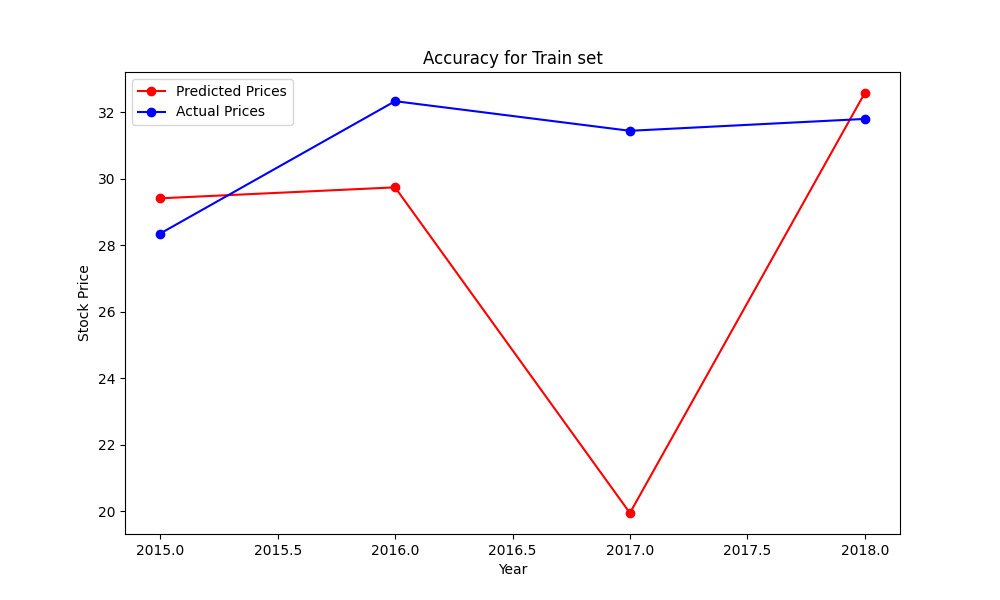 Accuracy for Train set
Predicted Prices
Actual Prices
Stock Price
32
30
28
26
24
22
20
2015.0 2015.5 2016.0 2016.5 2017.0 2017.5 2018.0
Year